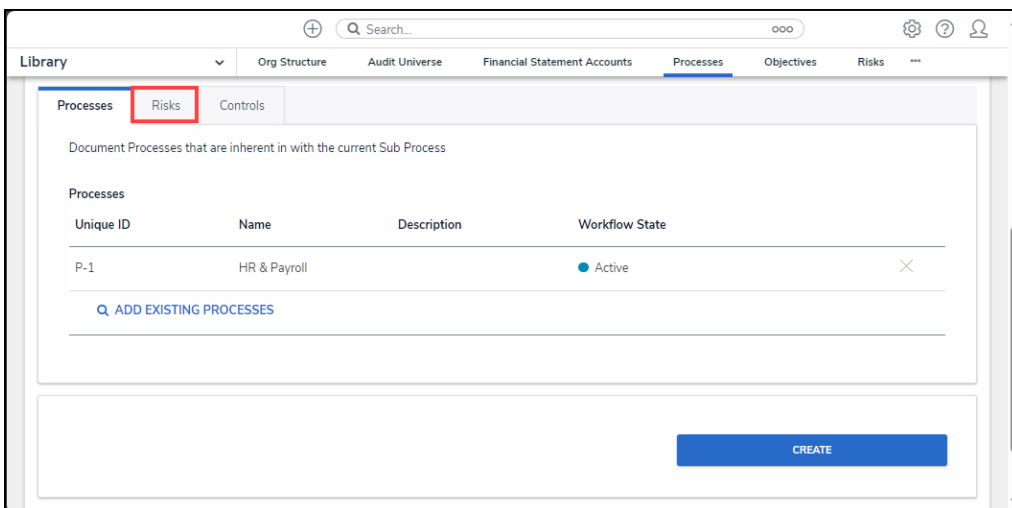 Search...
Library Org Structure Audit Universe Financial Statement Accounts Processes Objectives Risks
Processes Risks Controls
Document Processes that are inherent in with the current Sub Process
Processes
Unique ID Name Description Workflow State
P-1 HR & Payroll Active
ADD EXISTING PROCESSES
CREATE